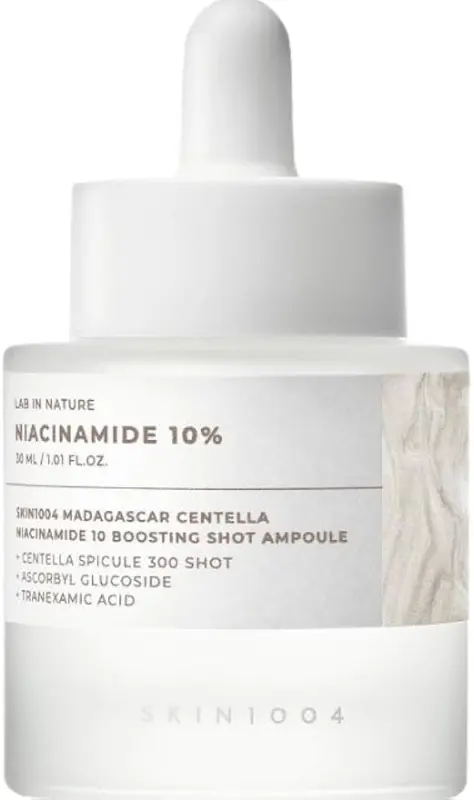 LAB IN NATURE
NIACINAMIDE 10%
30 ML / 1.01 FL.OZ.
SKIN1004 MADAGASCAR CENTELLA
NIACINAMIDE 10 BOOSTING SHOT AMPOULE
+ CENTELLA SPICULE 300 SHOT
+ ASCORBYL GLUCOSIDE
+ TRANEXAMIC ACID
SKIN1004